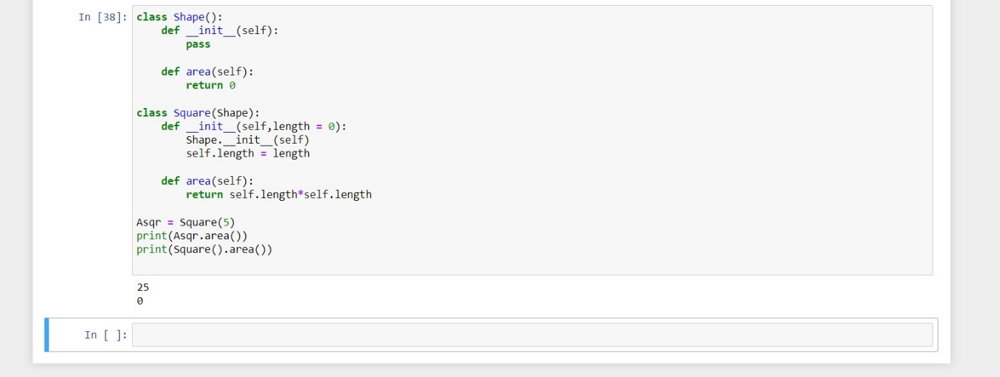 In [38]: class Shape():
    def __init__(self):
        pass

    def area(self):
        return 0

class Square(Shape):
    def __init__(self,length = 0):
        Shape.__init__(self)
        self.length = length

    def area(self):
        return self.length*self.length

Asqr = Square(5)
print(Asqr.area())
print(Square().area())

25
0

In [ ]: